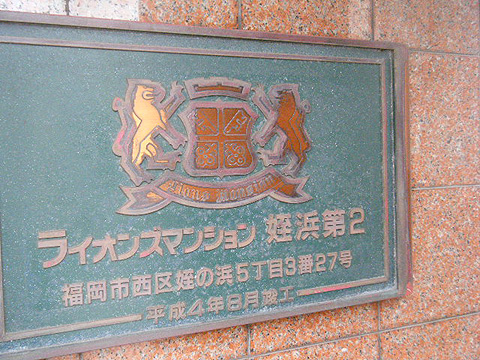 Lions Mansion
ライオンズマンション 姪浜第2
福岡市西区姪の浜5丁目3番27号
平成4年8月竣工